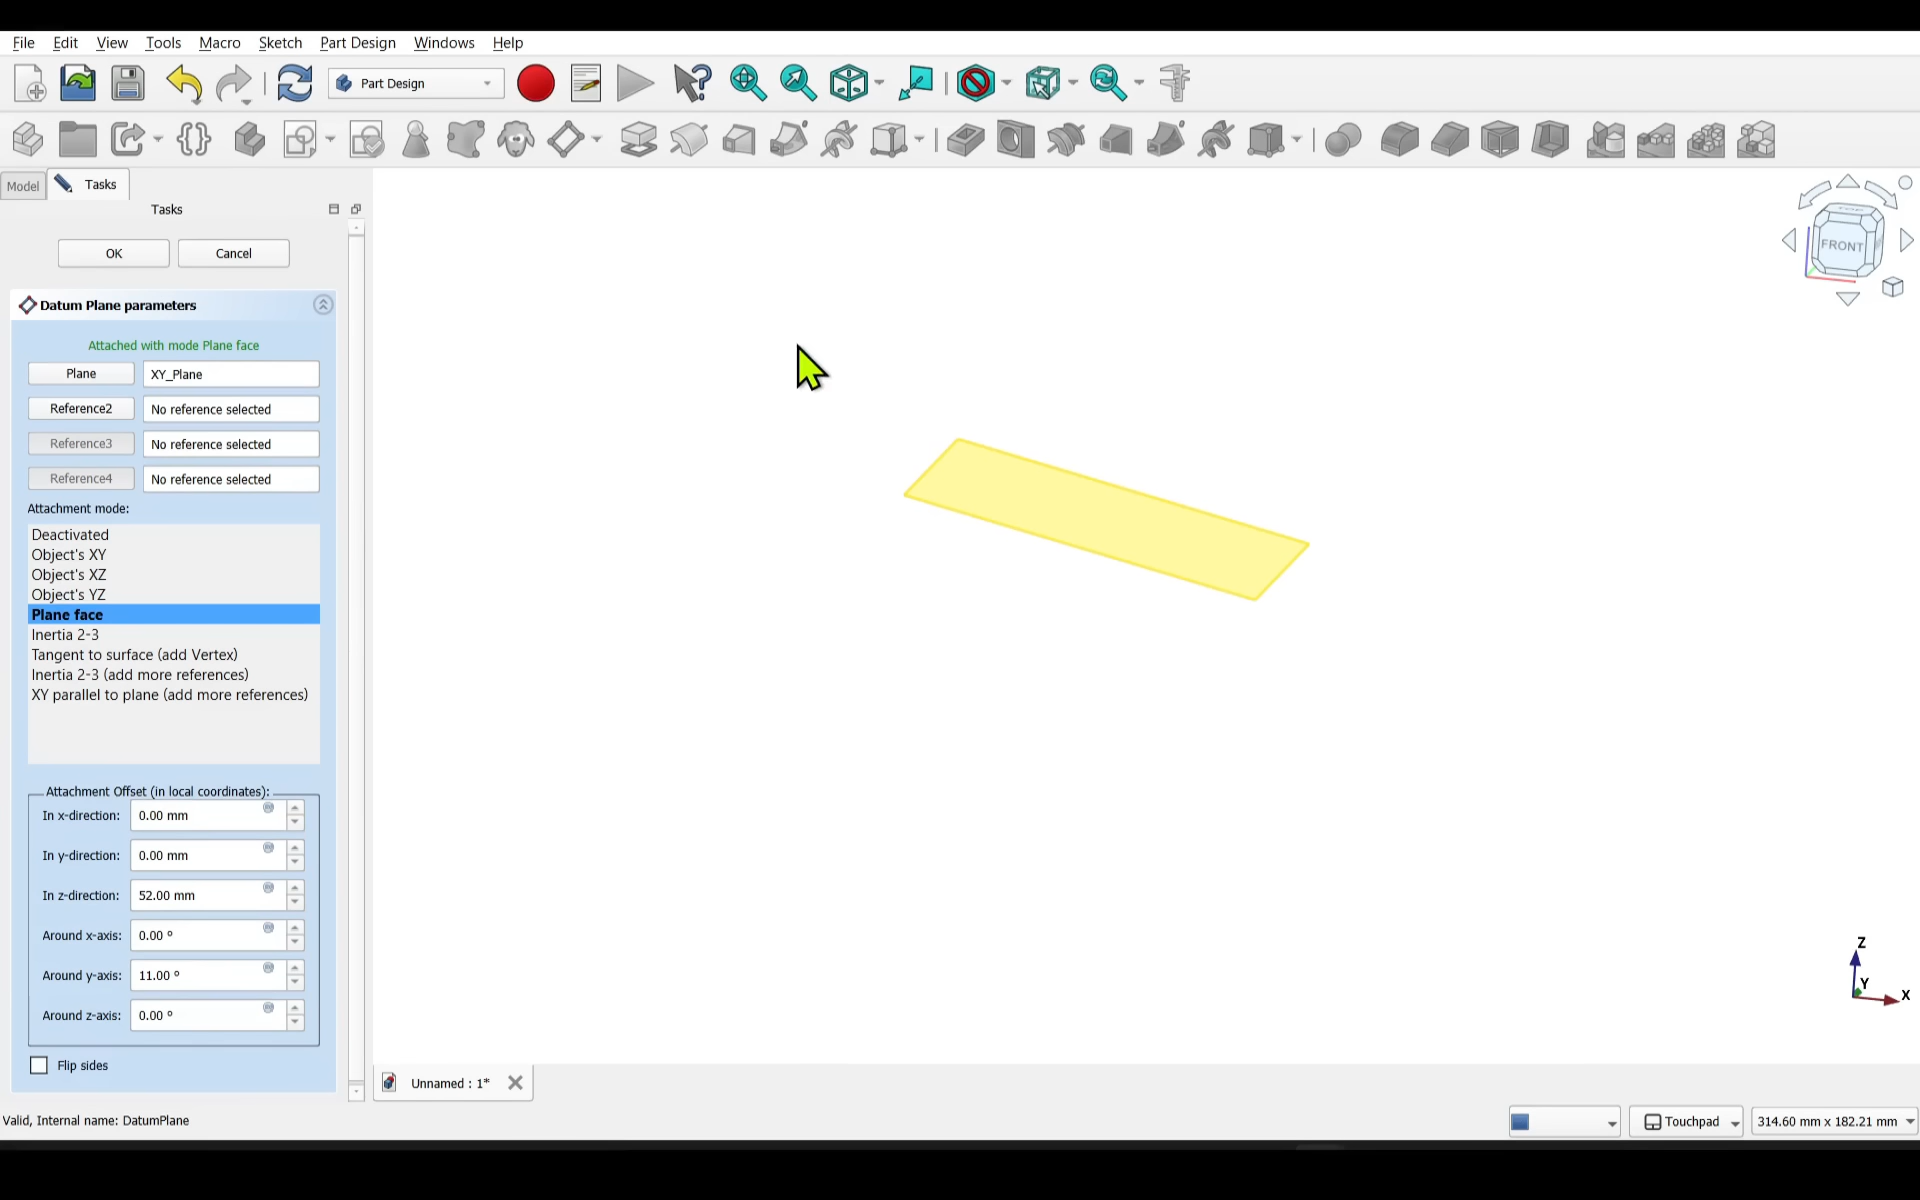 File Edit View Tools Macro Sketch Part Design Windows Help
Part Design
Model Tasks
Tasks
OK Cancel
Datum Plane parameters
Attached with mode Plane face
Plane XY_Plane
Reference2 No reference selected
Reference3 No reference selected
Reference4 No reference selected
Attachment mode:
Deactivated
Object's XY
Object's XZ
Object's YZ
Plane face
Inertia 2-3
Tangent to surface (add Vertex)
Inertia 2-3 (add more references)
XY parallel to plane (add more references)
Attachment Offset (in local coordinates):
In x-direction: 0.00 mm
In y-direction: 0.00 mm
In z-direction: 52.00 mm
Around x-axis: 0.00 °
Around y-axis: 11.00 °
Around z-axis: 0.00 °
Flip sides
TOP
FRONT
Z
Y
X
Unnamed : 1*
Valid, Internal name: DatumPlane
Touchpad 314.60 mm x 182.21 mm